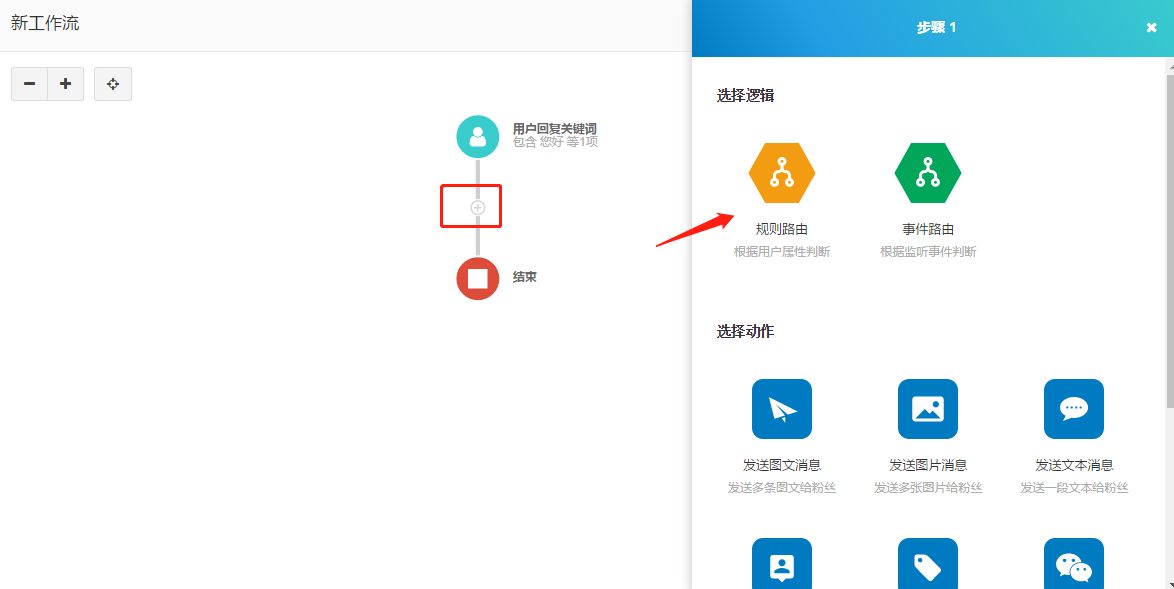 新工作流
步骤 1
选择逻辑
用户回复关键词
包含 您好 等1项
规则路由
事件路由
根据用户属性判断
根据监听事件判断
结束
选择动作
发送图文消息
发送图片消息
发送文本消息
发送多条图文给粉丝
发送多张图片给粉丝
发送一段文本给粉丝